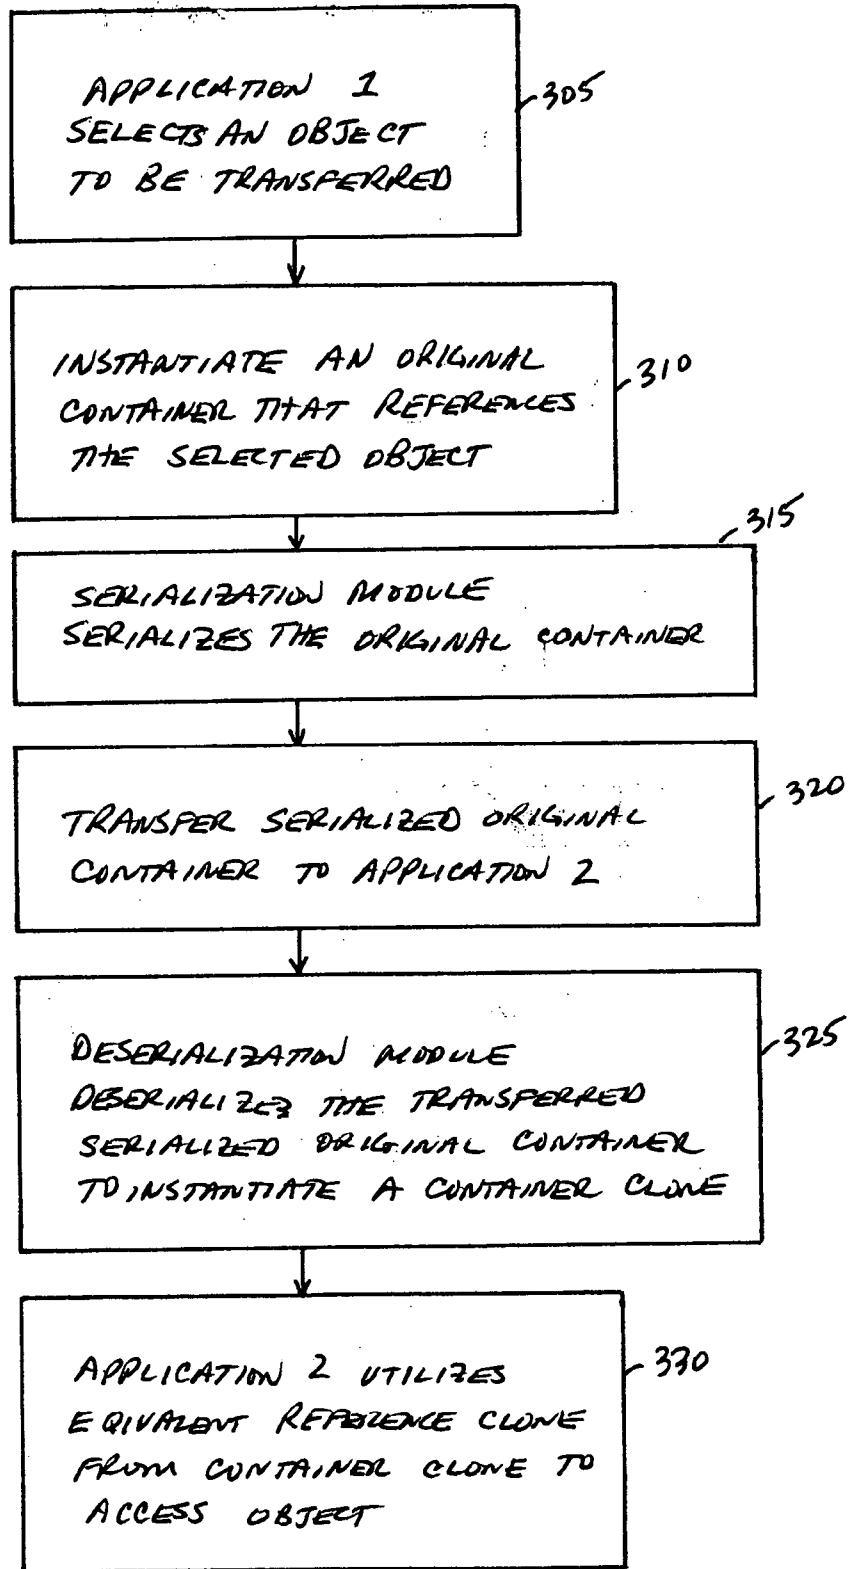 APPLICATION 1
SELECTS AN OBJECT
TO BE TRANSFERRED
305
INSTANTIATE AN ORIGINAL
CONTAINER THAT REFERENCES
THE SELECTED OBJECT
310
315
SERIALIZATION MODULE
SERIALIZES THE ORIGINAL CONTAINER
TRANSFER SERIALIZED ORIGINAL
CONTAINER TO APPLICATION 2
320
DESERIALIZATION MODULE
DESERIALIZES THE TRANSFERRED
SERIALIZED ORIGINAL CONTAINER
TO INSTANTIATE A CONTAINER CLONE
325
APPLICATION 2 UTILIZES
EQIVALENT REFERENCE CLONE
FROM CONTAINER CLONE TO
ACCESS OBJECT
330